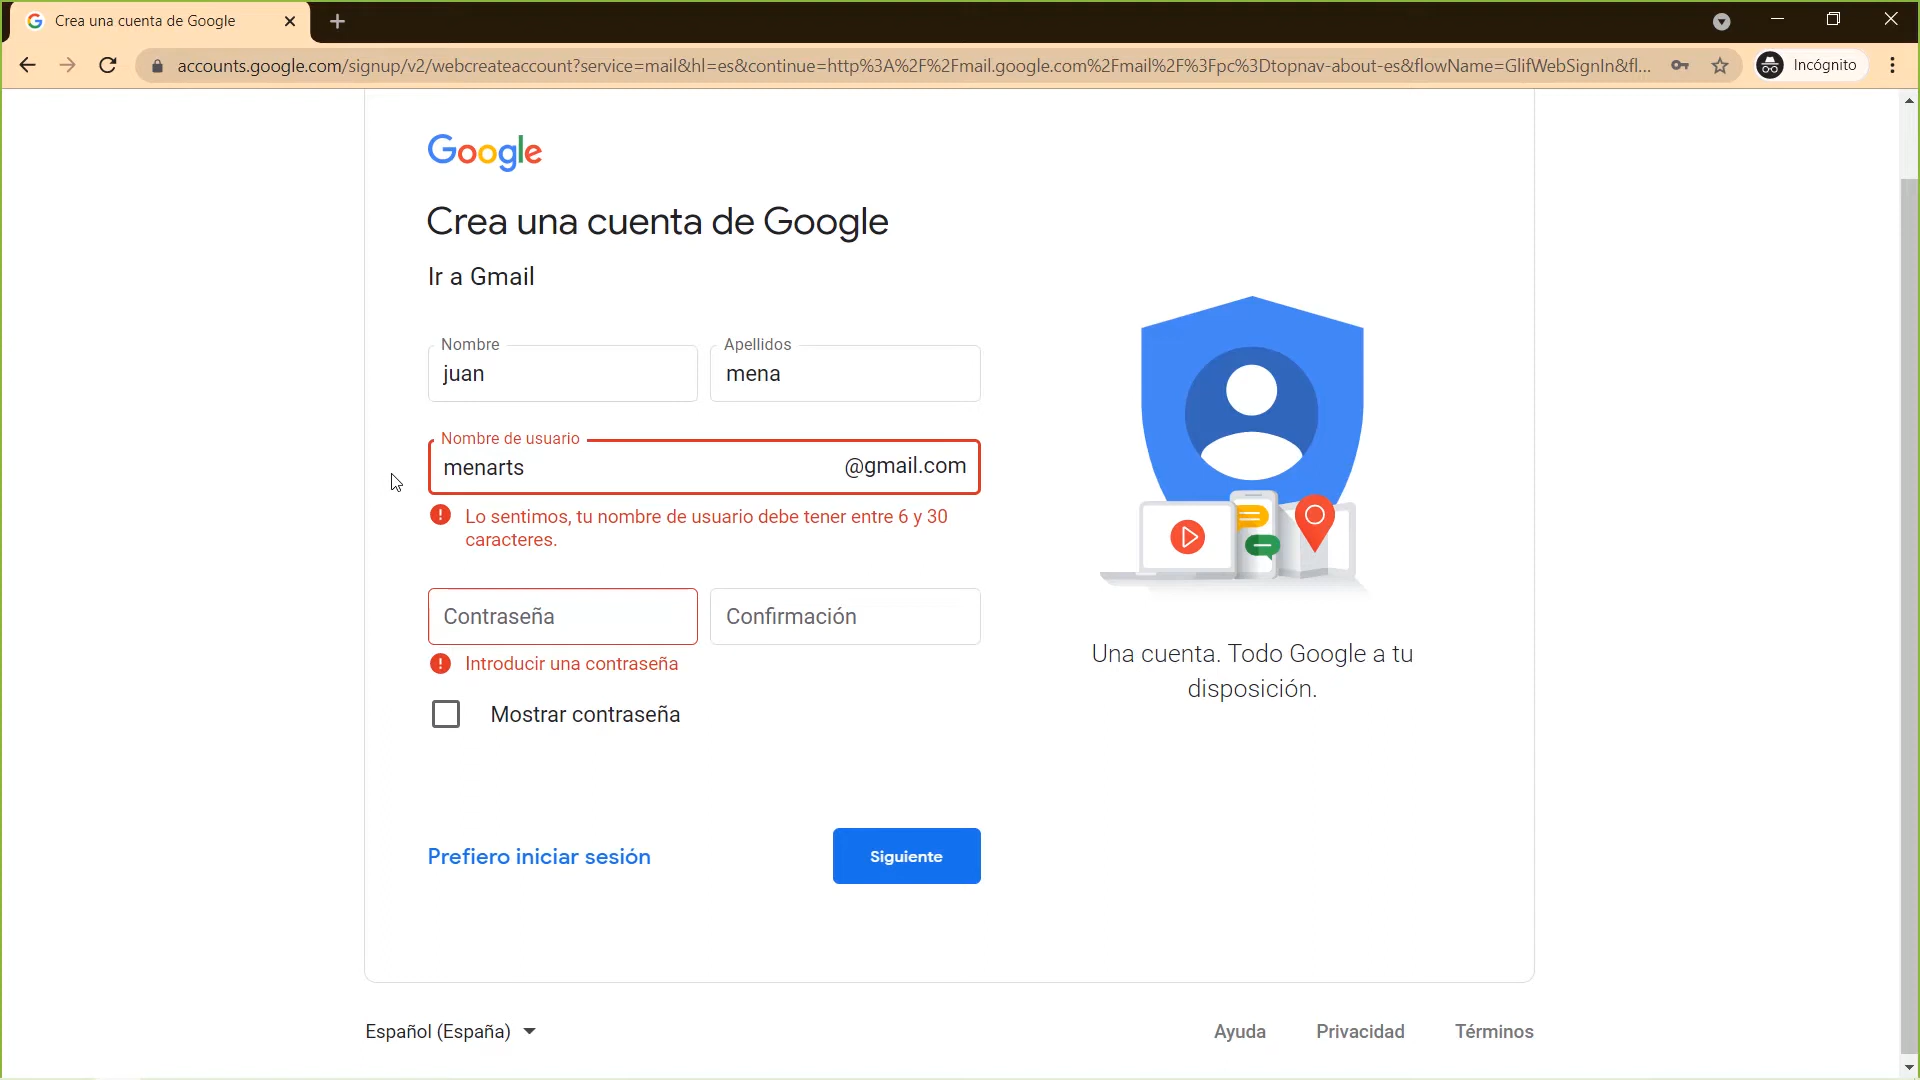 Crea una cuenta de Google
accounts.google.com/signup/v2/webcreateaccount?service=mail&hl=es&continue=http%3A%2F%2Fmail.google.com%2Fmail%2F%3Fpc%3Dtopnav-about-es&flowName=GlifWebSignIn&fl...
Incógnito
Google
Crea una cuenta de Google
Ir a Gmail
Nombre
juan
Apellidos
mena
Nombre de usuario
menarts
@gmail.com
Lo sentimos, tu nombre de usuario debe tener entre 6 y 30
caracteres.
Contraseña
Confirmación
Introducir una contraseña
Mostrar contraseña
Una cuenta. Todo Google a tu
disposición.
Prefiero iniciar sesión
Siguiente
Español (España)
Ayuda
Privacidad
Términos